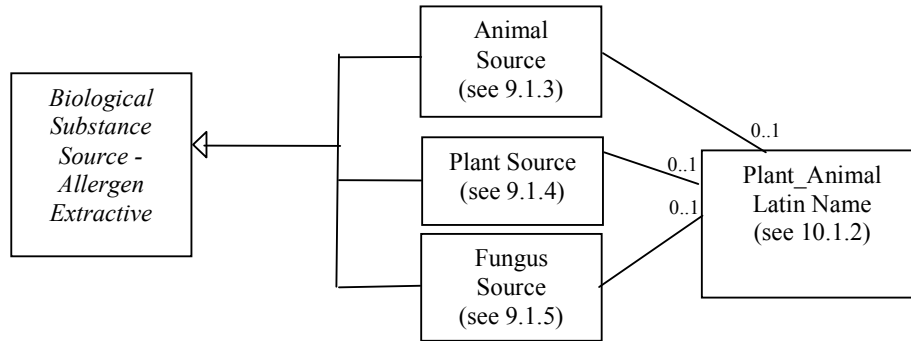 Biological
Substance
Source -
Allergen
Extractive
Animal
Source
(see 9.1.3)
Plant Source
(see 9.1.4)
Fungus
Source
(see 9.1.5)
0..1
0..1
0..1
Plant_Animal
Latin Name
(see 10.1.2)